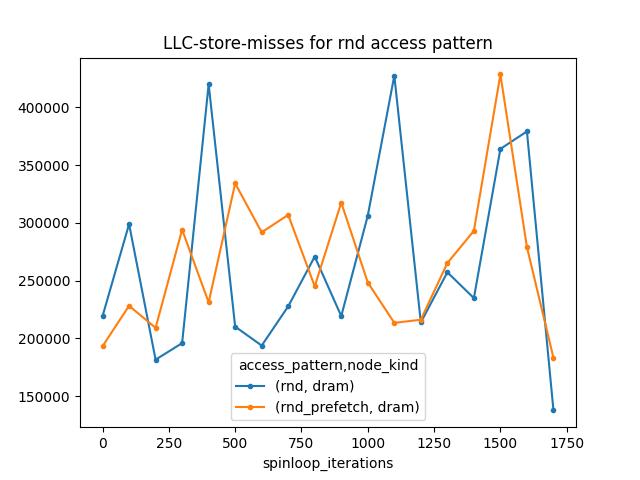 LLC-store-misses for rnd access pattern
400000
350000
300000
250000
200000
150000
access_pattern,node_kind
(rnd, dram)
(rnd_prefetch, dram)
0 250 500 750 1000 1250 1500 1750
spinloop_iterations